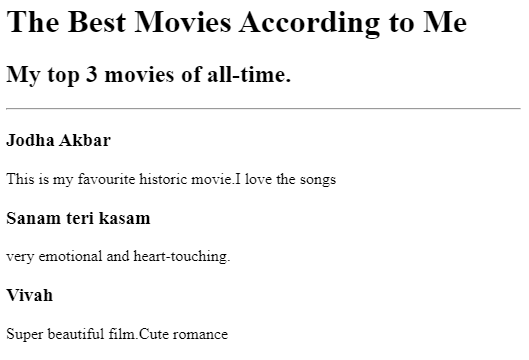 The Best Movies According to Me
My top 3 movies of all-time.
Jodha Akbar
This is my favourite historic movie.I love the songs
Sanam teri kasam
very emotional and heart-touching.
Vivah
Super beautiful film.Cute romance